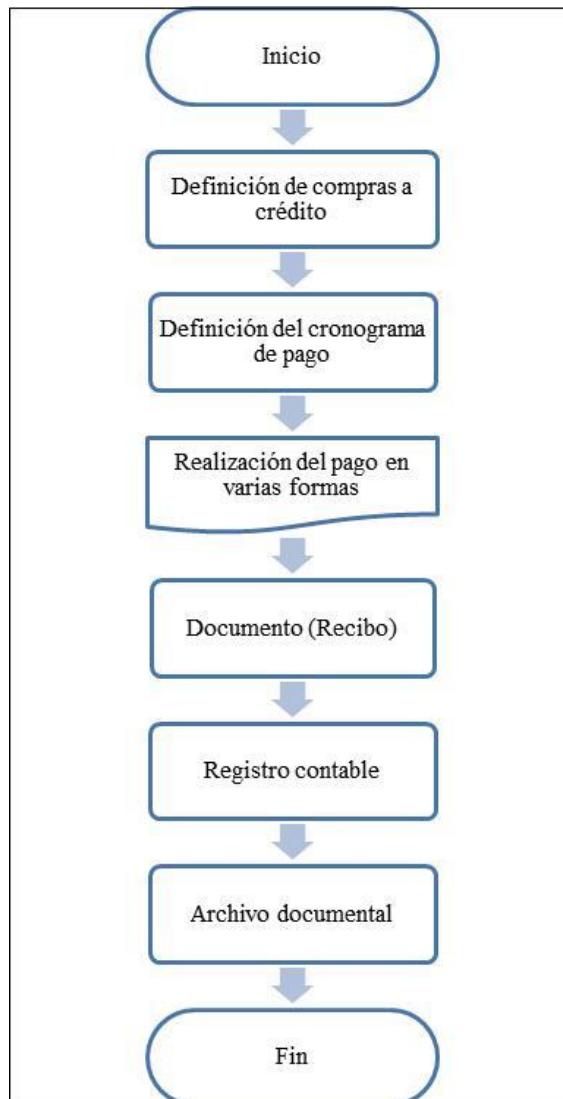 Inicio
Definición de compras a
crédito
Definición del cronograma
de pago
Realización del pago en
varias formas
Documento (Recibo)
Registro contable
Archivo documental
Fin